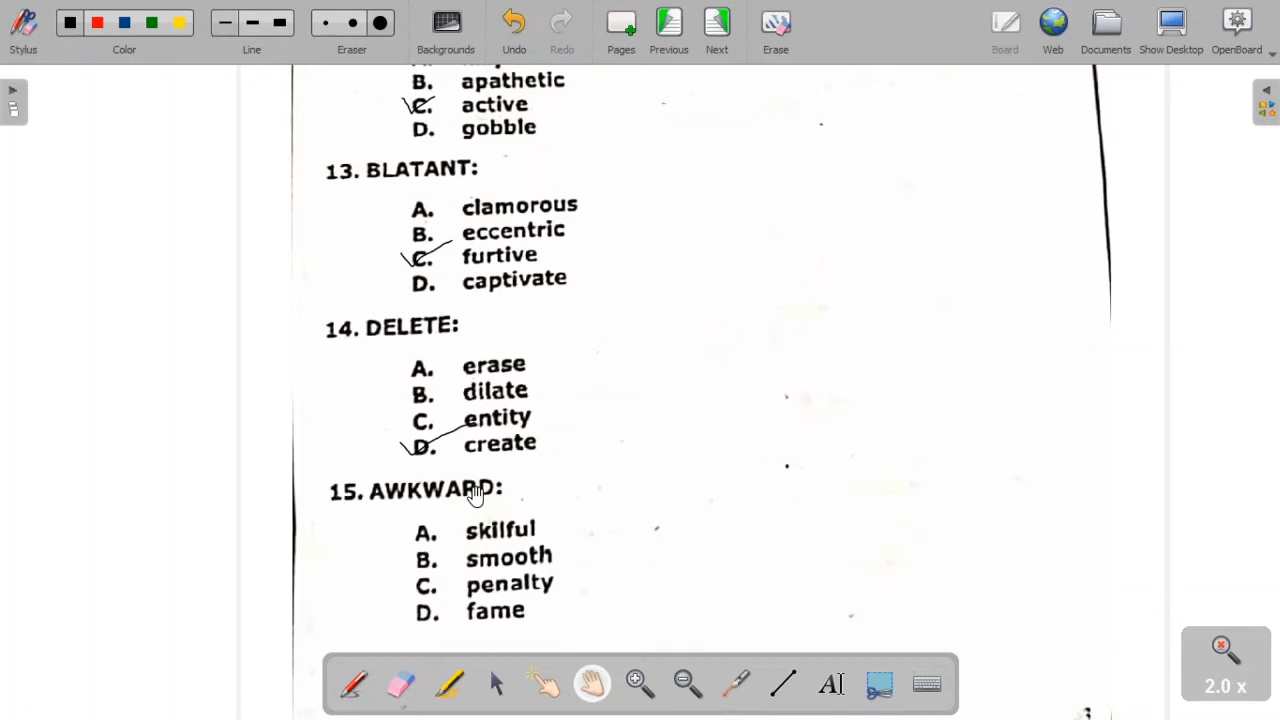 Stylus
Color
Line
Eraser
Backgrounds
Undo
Redo
Pages
Previous
Next
Erase
Board
Web
Documents
Show Desktop
OpenBoard
B. apathetic
C. active
D. gobble
13. BLATANT:
A. clamorous
B. eccentric
C. furtive
D. captivate
14. DELETE:
A. erase
B. dilate
C. entity
D. create
15. AWKWARD:
A. skilful
B. smooth
C. penalty
D. fame
2.0 x